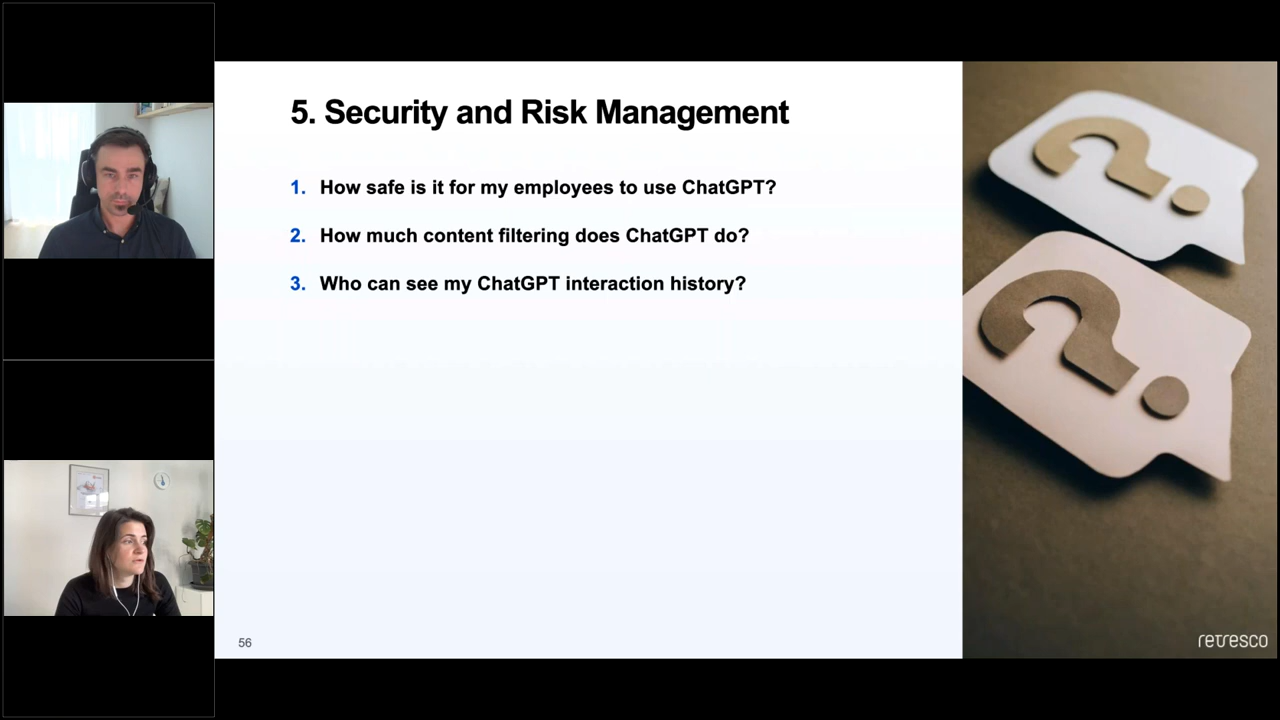 5. Security and Risk Management
1. How safe is it for my employees to use ChatGPT?
2. How much content filtering does ChatGPT do?
3. Who can see my ChatGPT interaction history?
56
retresco